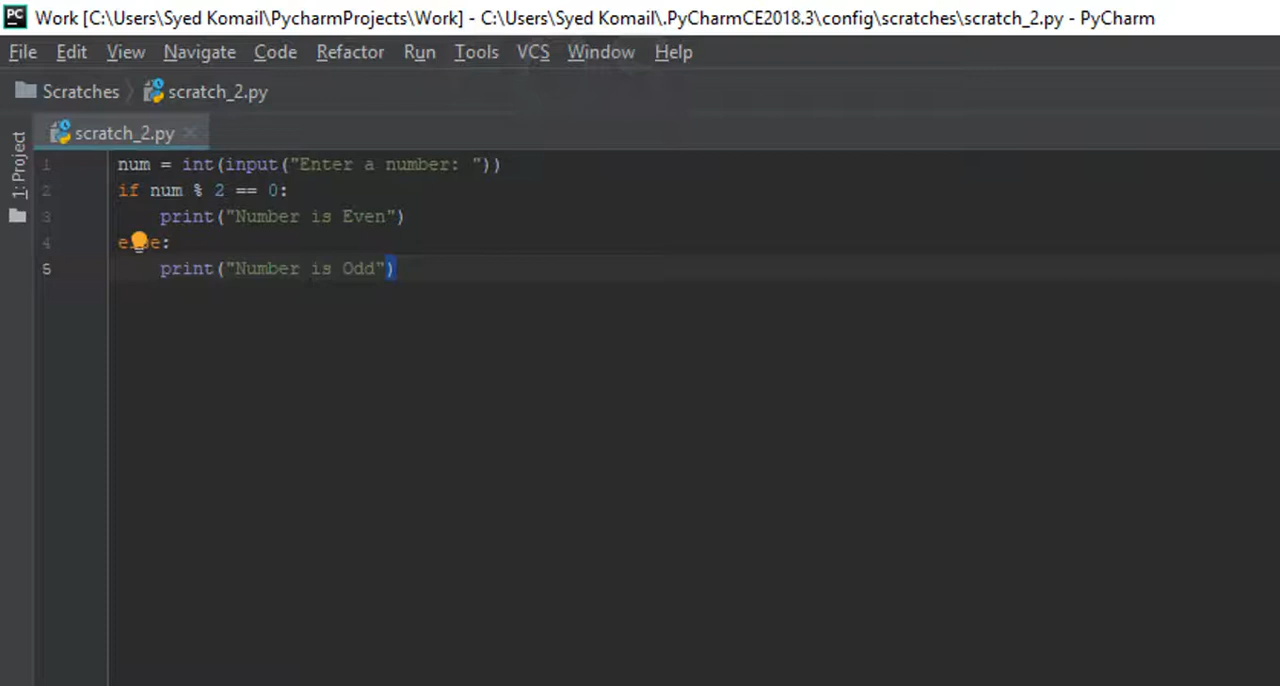 PC Work [C:\Users\Syed Komail\PycharmProjects\Work] - C:\Users\Syed Komail\.PyCharmCE2018.3\config\scratches\scratch_2.py - PyCharm
File Edit View Navigate Code Refactor Run Tools VCS Window Help
Scratches scratch_2.py
scratch_2.py
1: Project
1 num = int(input("Enter a number: "))
2 if num % 2 == 0:
3     print("Number is Even")
4 else:
5     print("Number is Odd")